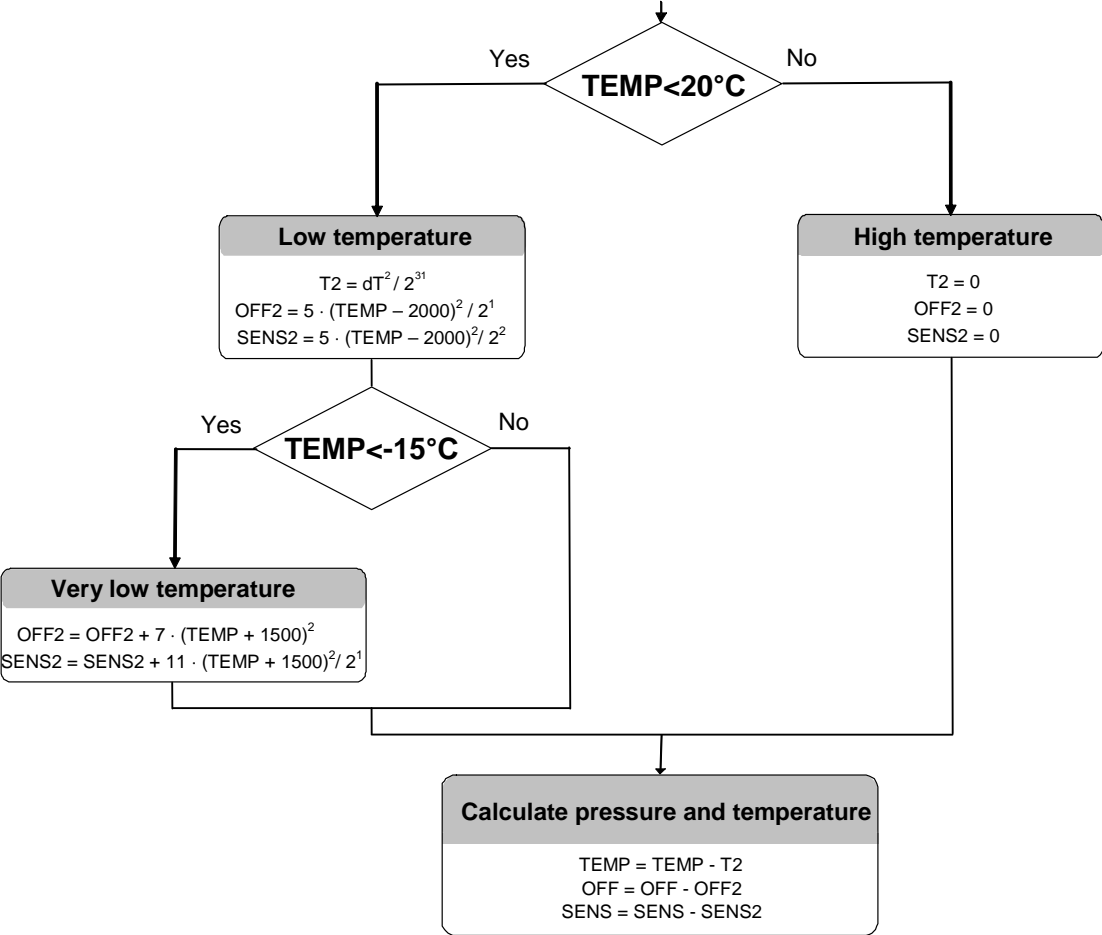 Yes
No
TEMP<20°C
Low temperature
T2 = dT² / 2³¹
OFF2 = 5 ⋅ (TEMP – 2000)² / 2¹
SENS2 = 5 ⋅ (TEMP – 2000)²/ 2²
High temperature
T2 = 0
OFF2 = 0
SENS2 = 0
Yes
No
TEMP<-15°C
Very low temperature
OFF2 = OFF2 + 7 ⋅ (TEMP + 1500)²
SENS2 = SENS2 + 11 ⋅ (TEMP + 1500)²/ 2¹
Calculate pressure and temperature
TEMP = TEMP - T2
OFF = OFF - OFF2
SENS = SENS - SENS2